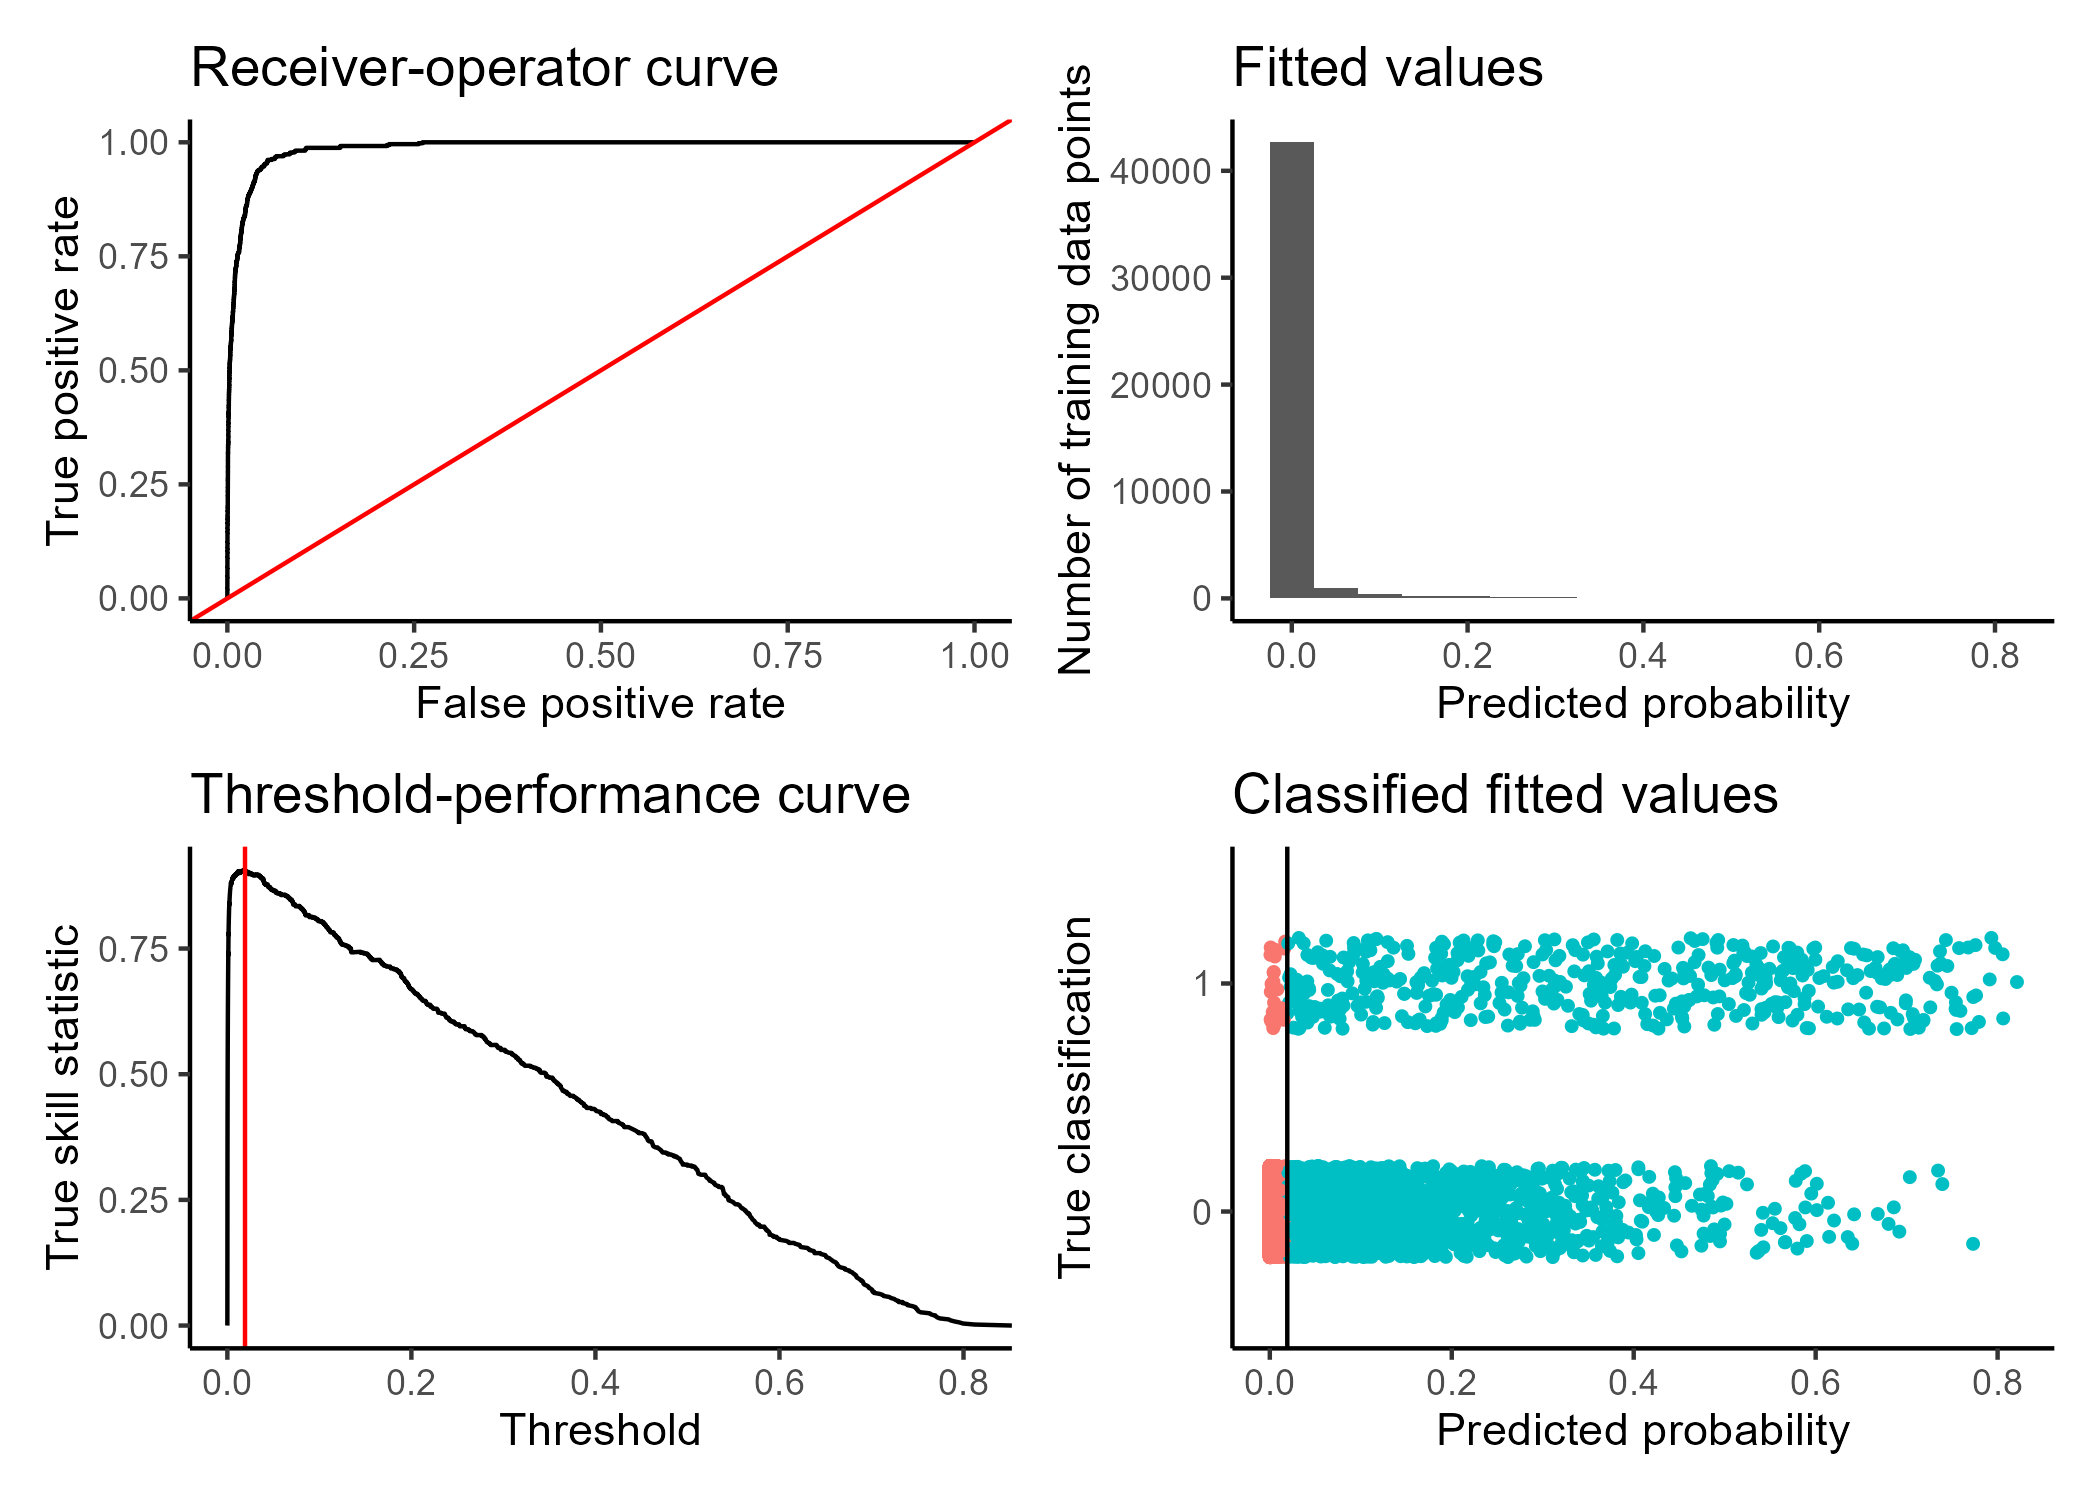 Receiver-operator curve
True positive rate
1.00
0.75
0.50
0.25
0.00
0.00 0.25 0.50 0.75 1.00
False positive rate
Fitted values
Number of training data points
40000
30000
20000
10000
0
0.0 0.2 0.4 0.6 0.8
Predicted probability
Threshold-performance curve
True skill statistic
0.75
0.50
0.25
0.00
0.0 0.2 0.4 0.6 0.8
Threshold
Classified fitted values
True classification
1
0
0.0 0.2 0.4 0.6 0.8
Predicted probability